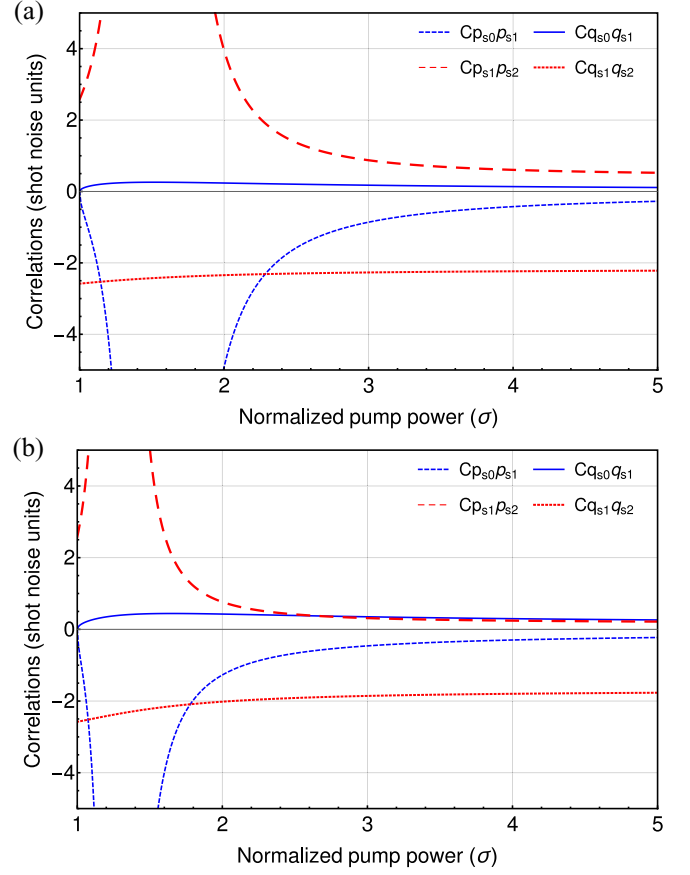 (a)
Correlations (shot noise units)
4
2
0
−2
−4
Cp_{s0}p_{s1}
Cq_{s0}q_{s1}
Cp_{s1}p_{s2}
Cq_{s1}q_{s2}
1 2 3 4 5
Normalized pump power (σ)
(b)
Correlations (shot noise units)
4
2
0
−2
−4
Cp_{s0}p_{s1}
Cq_{s0}q_{s1}
Cp_{s1}p_{s2}
Cq_{s1}q_{s2}
1 2 3 4 5
Normalized pump power (σ)